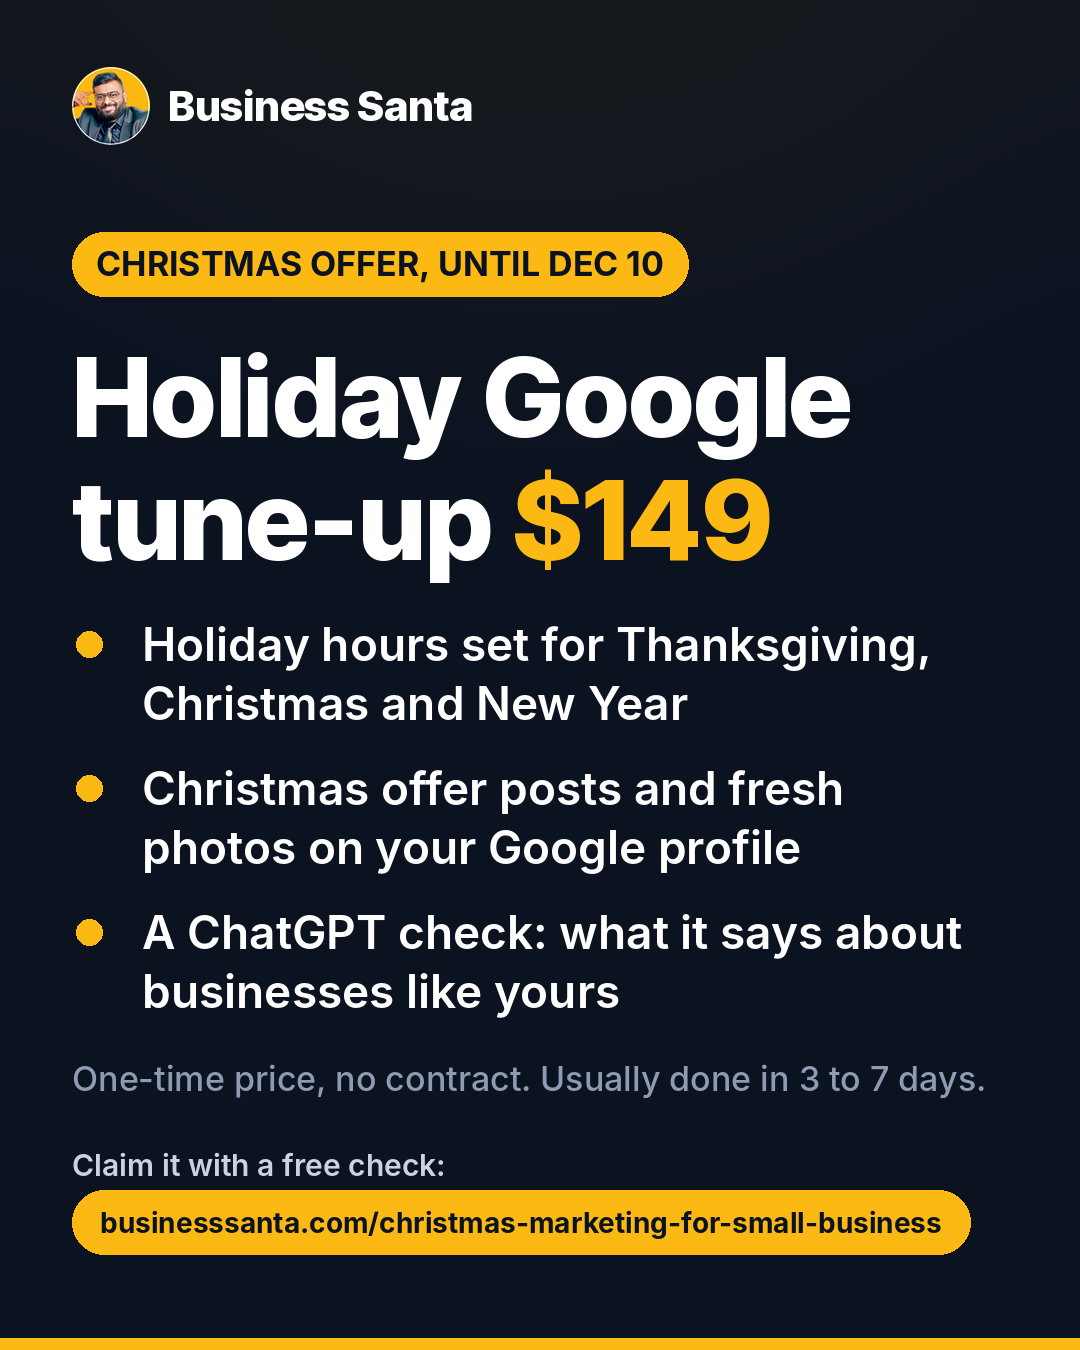 Business Santa
CHRISTMAS OFFER, UNTIL DEC 10
Holiday Google
tune-up $149
Holiday hours set for Thanksgiving,
Christmas and New Year
Christmas offer posts and fresh
photos on your Google profile
A ChatGPT check: what it says about
businesses like yours
One-time price, no contract. Usually done in 3 to 7 days.
Claim it with a free check:
businesssanta.com/christmas-marketing-for-small-business